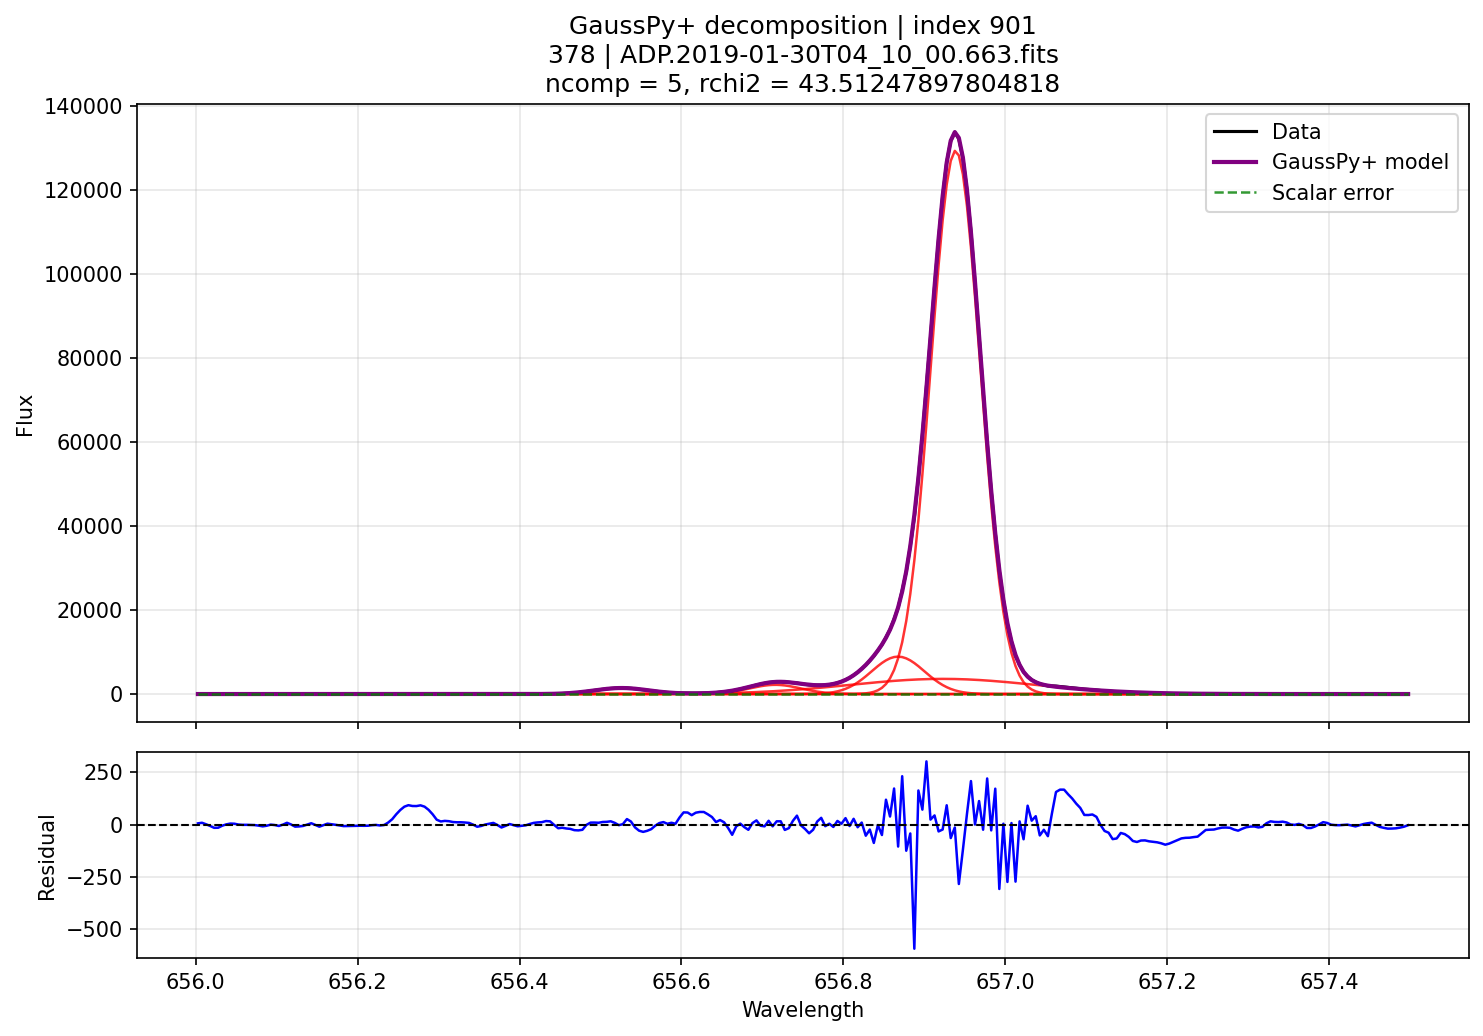 GaussPy+ decomposition | index 901
378 | ADP.2019-01-30T04_10_00.663.fits
ncomp = 5, rchi2 = 43.51247897804818
140000
120000
100000
80000
60000
40000
20000
0
Flux
Data
GaussPy+ model
Scalar error
250
0
−250
−500
Residual
656.0
656.2
656.4
656.6
656.8
657.0
657.2
657.4
Wavelength